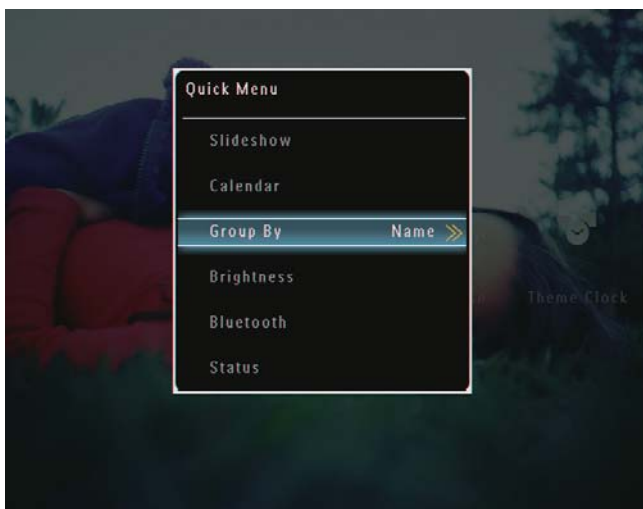 Quick Menu
Slideshow
Calendar
Group By Name
Brightness
Bluetooth
Status
Theme Clock